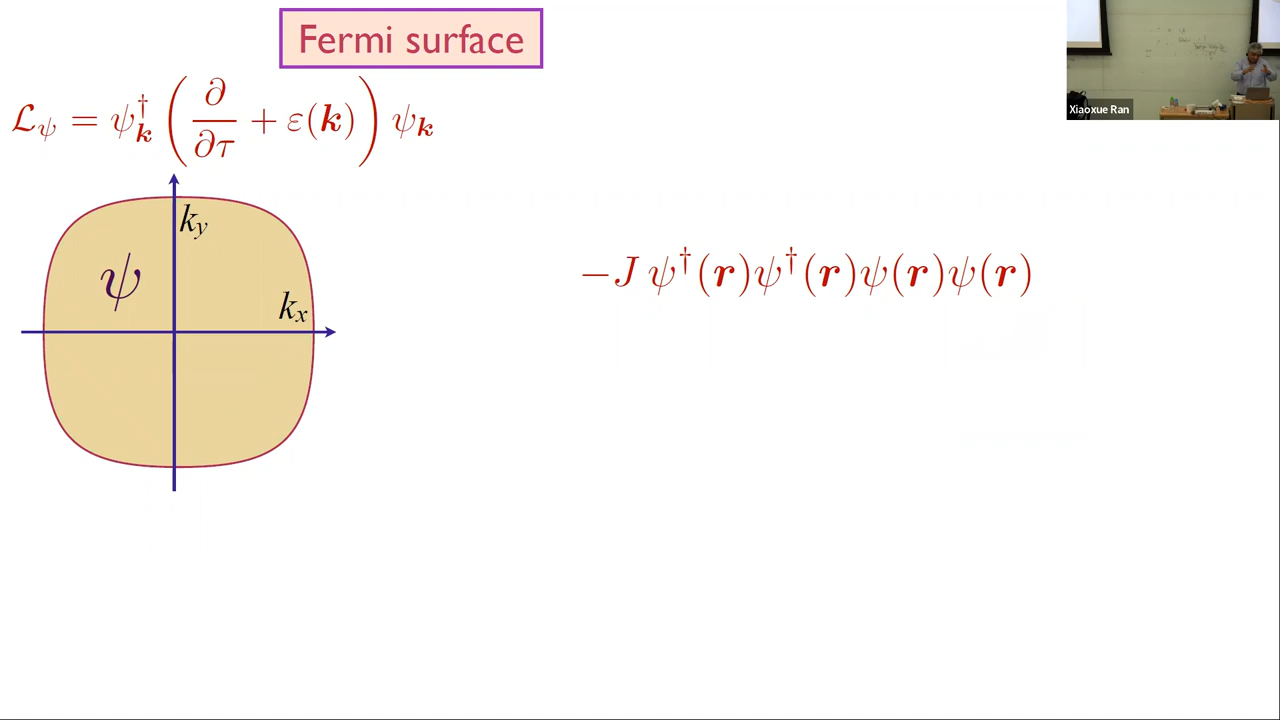 Fermi surface
Xiaoxue Ran
ℒ_ψ = ψ_𝒌^† ( ∂/∂τ + ε(𝒌) ) ψ_𝒌
k_y
ψ
k_x
−J ψ^†(𝒓)ψ^†(𝒓)ψ(𝒓)ψ(𝒓)